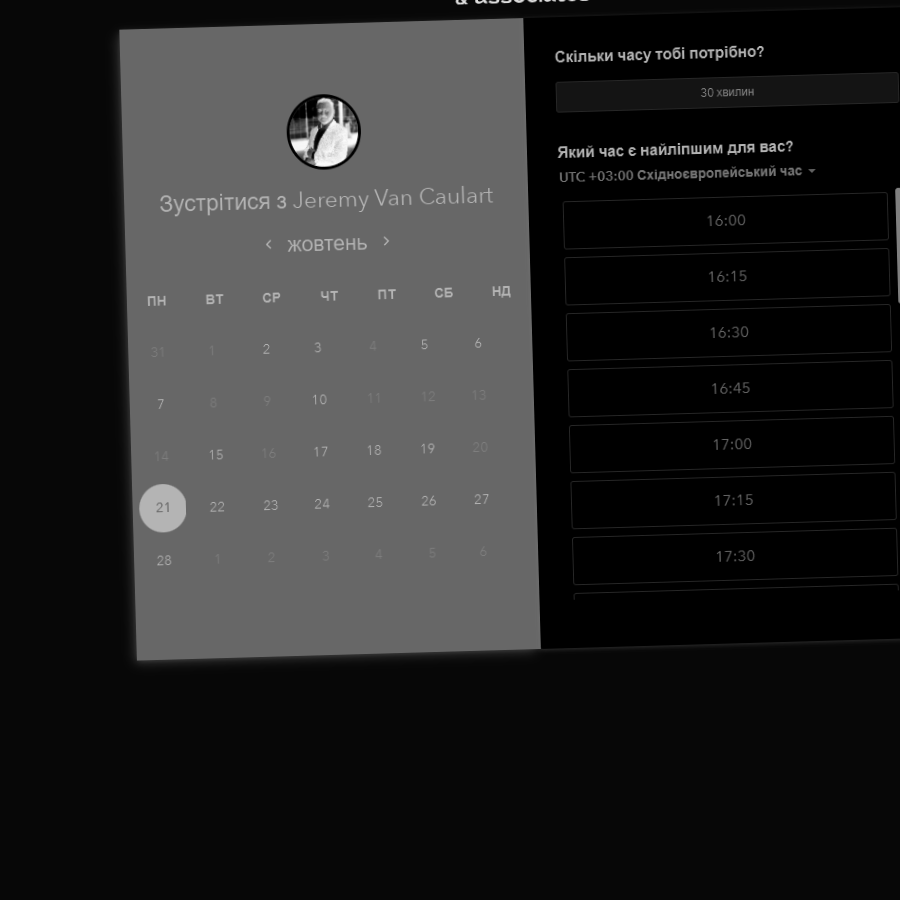 & associates
Зустрітися з Jeremy Van Caulart
‹ жовтень ›
ПН ВТ СР ЧТ ПТ СБ НД
31 1 2 3 4 5 6
7 8 9 10 11 12 13
14 15 16 17 18 19 20
21 22 23 24 25 26 27
28 1 2 3 4 5 6
Скільки часу тобі потрібно?
30 хвилин
Який час є найліпшим для вас?
UTC +03:00 Східноєвропейський час
16:00
16:15
16:30
16:45
17:00
17:15
17:30